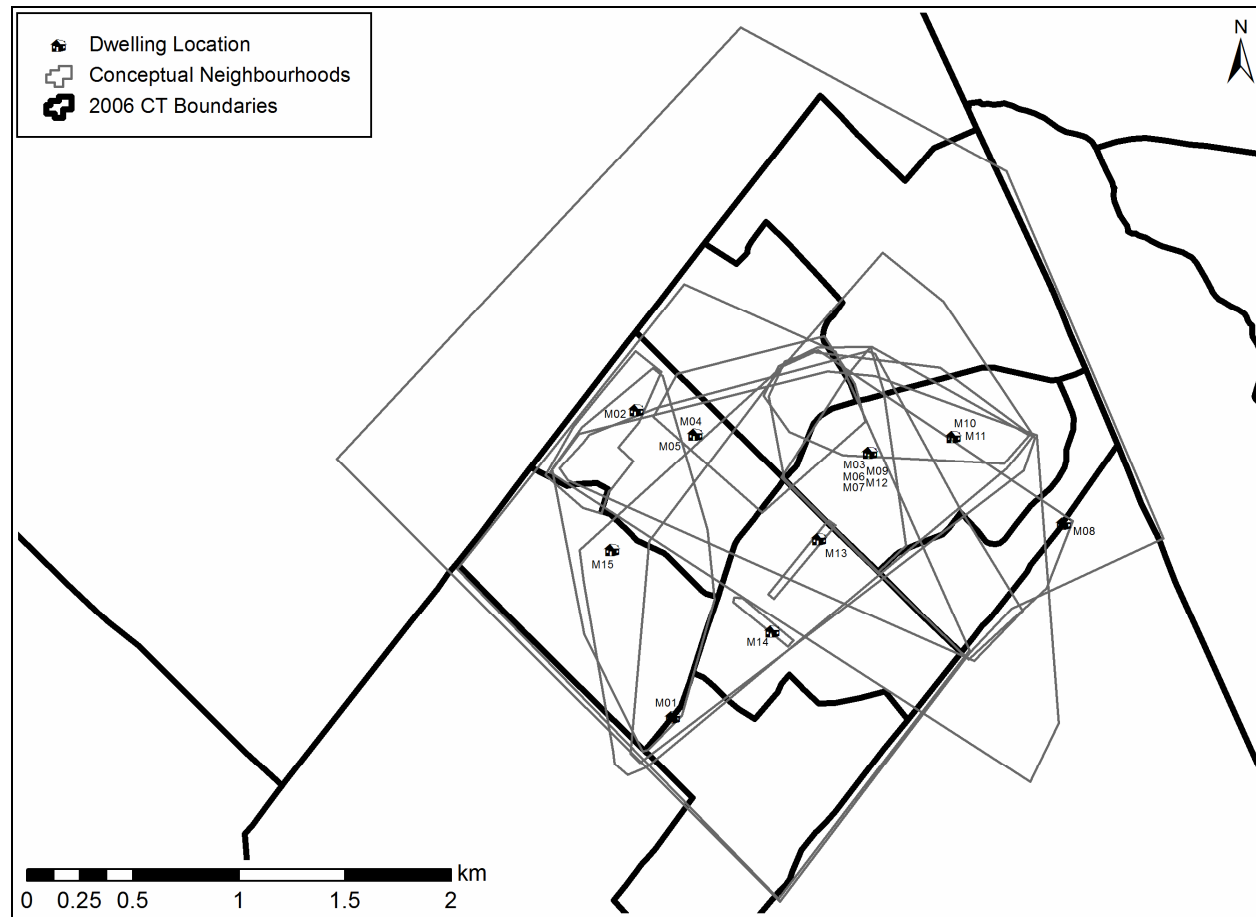 Dwelling Location
Conceptual Neighbourhoods
2006 CT Boundaries
N
M02
M04
M05
M10
M11
M03 M09
M06 M12
M07
M08
M13
M15
M14
M01
km
0 0.25 0.5 1 1.5 2